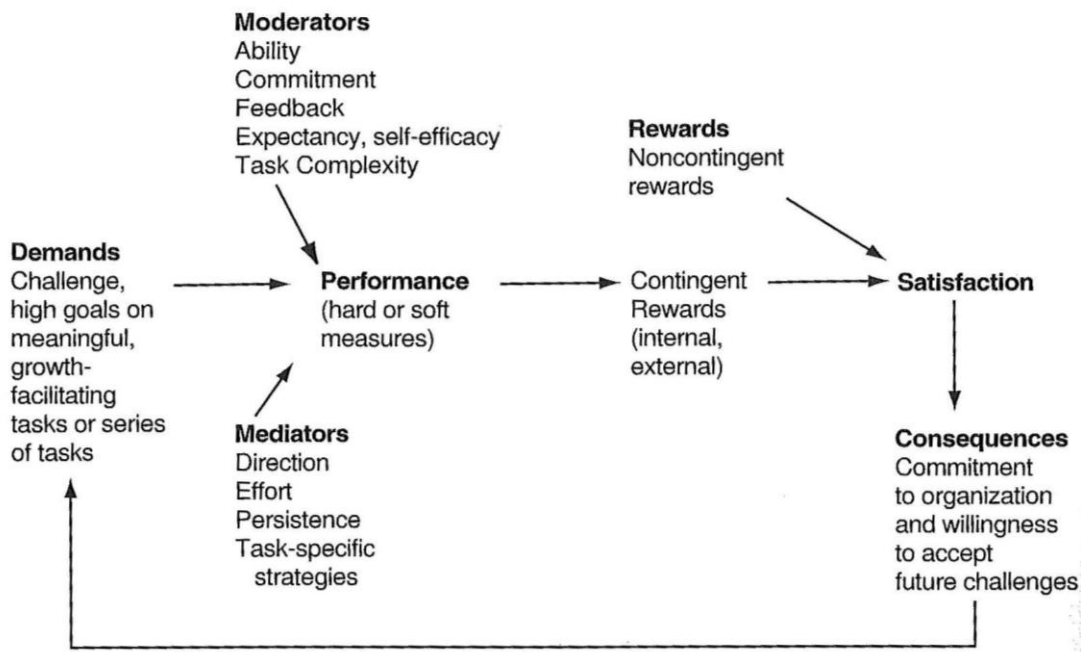 Moderators
Ability
Commitment
Feedback
Expectancy, self-efficacy
Task Complexity
Rewards
Noncontingent
rewards
Demands
Challenge,
high goals on
meaningful,
growth-
facilitating
tasks or series
of tasks
Performance
(hard or soft
measures)
Contingent
Rewards
(internal,
external)
Satisfaction
Mediators
Direction
Effort
Persistence
Task-specific
strategies
Consequences
Commitment
to organization
and willingness
to accept
future challenges